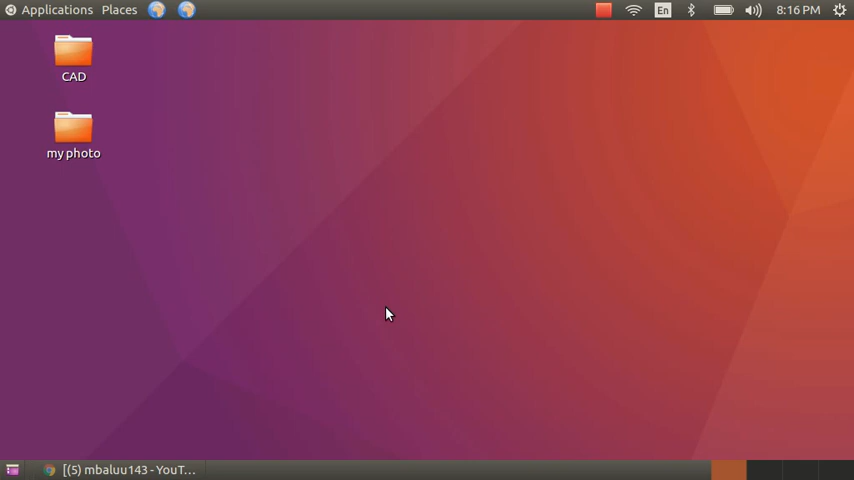 Applications Places En 8:16 PM
CAD
my photo
[(5) mbaluu143 - YouT...